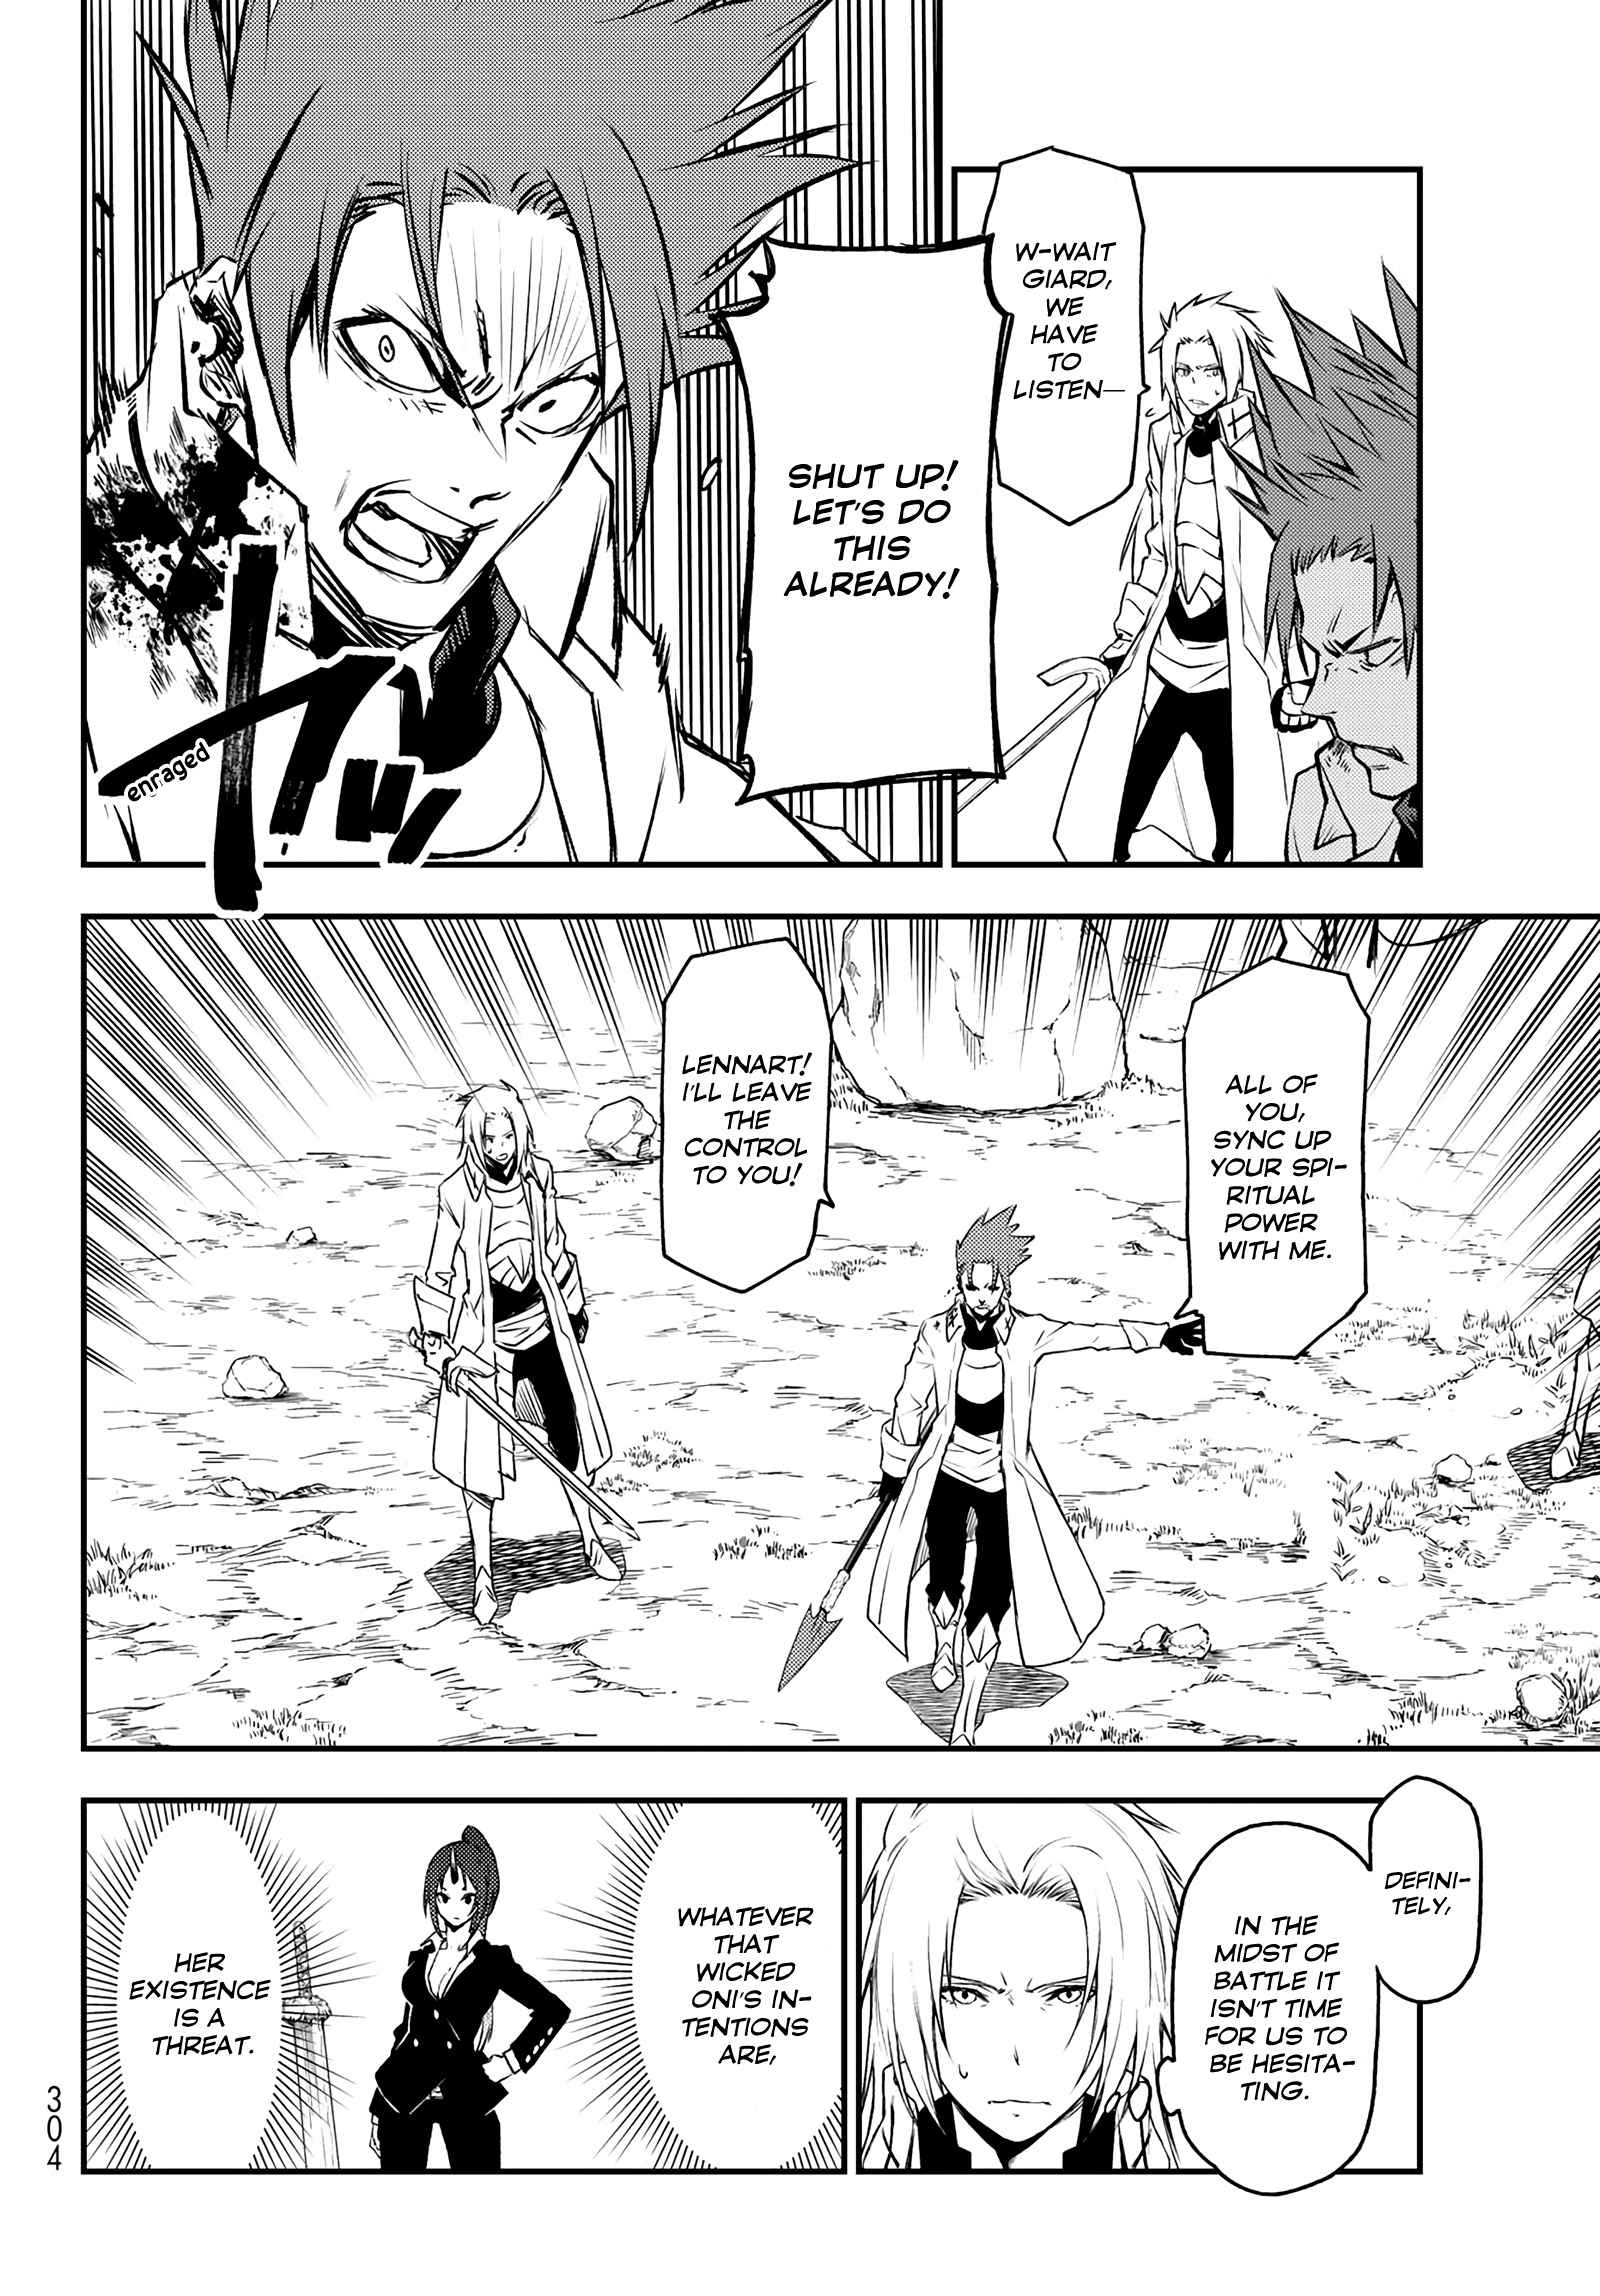 W-WAIT
GIARD,
WE
HAVE
TO
LISTEN—
SHUT UP!
LET'S DO
THIS
ALREADY!
enraged
ALL OF
YOU,
SYNC UP
YOUR SPI-
RITUAL
POWER
WITH ME.
LENNART!
I'LL LEAVE
THE
CONTROL
TO YOU!
DEFINI-
TELY,
IN THE
MIDST OF
BATTLE IT
ISN'T TIME
FOR US TO
BE HESITA-
TING.
WHATEVER
THAT
WICKED
ONI'S IN-
TENTIONS
ARE,
HER
EXISTENCE
IS A
THREAT.
304